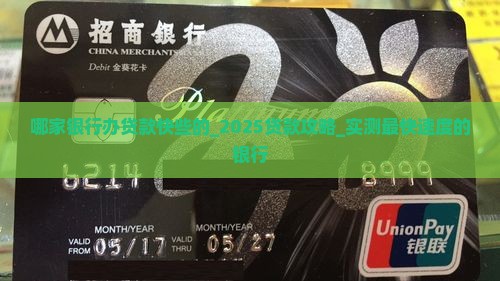 招商银行
CHINA MERCHANTS
Debit 金葵花卡
哪家银行办贷款快些的_2025贷款攻略_实测最快速度的
银行
6214 8999
MONTH/YEAR MONTH/YEAR
VALID FROM 05/17 VALID THRU 05/27
UnionPay
银联